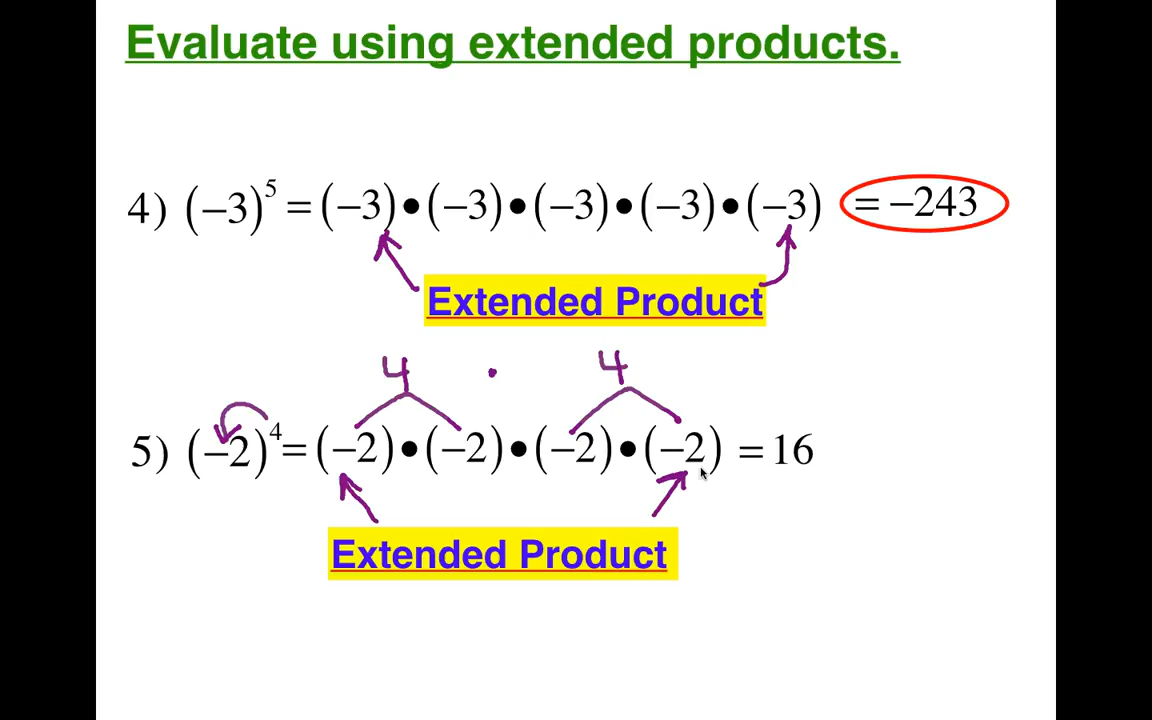 Evaluate using extended products.
4) (−3)⁵ = (−3)•(−3)•(−3)•(−3)•(−3) = −243
Extended Product
4 . 4
5) (−2)⁴ = (−2)•(−2)•(−2)•(−2) = 16
Extended Product